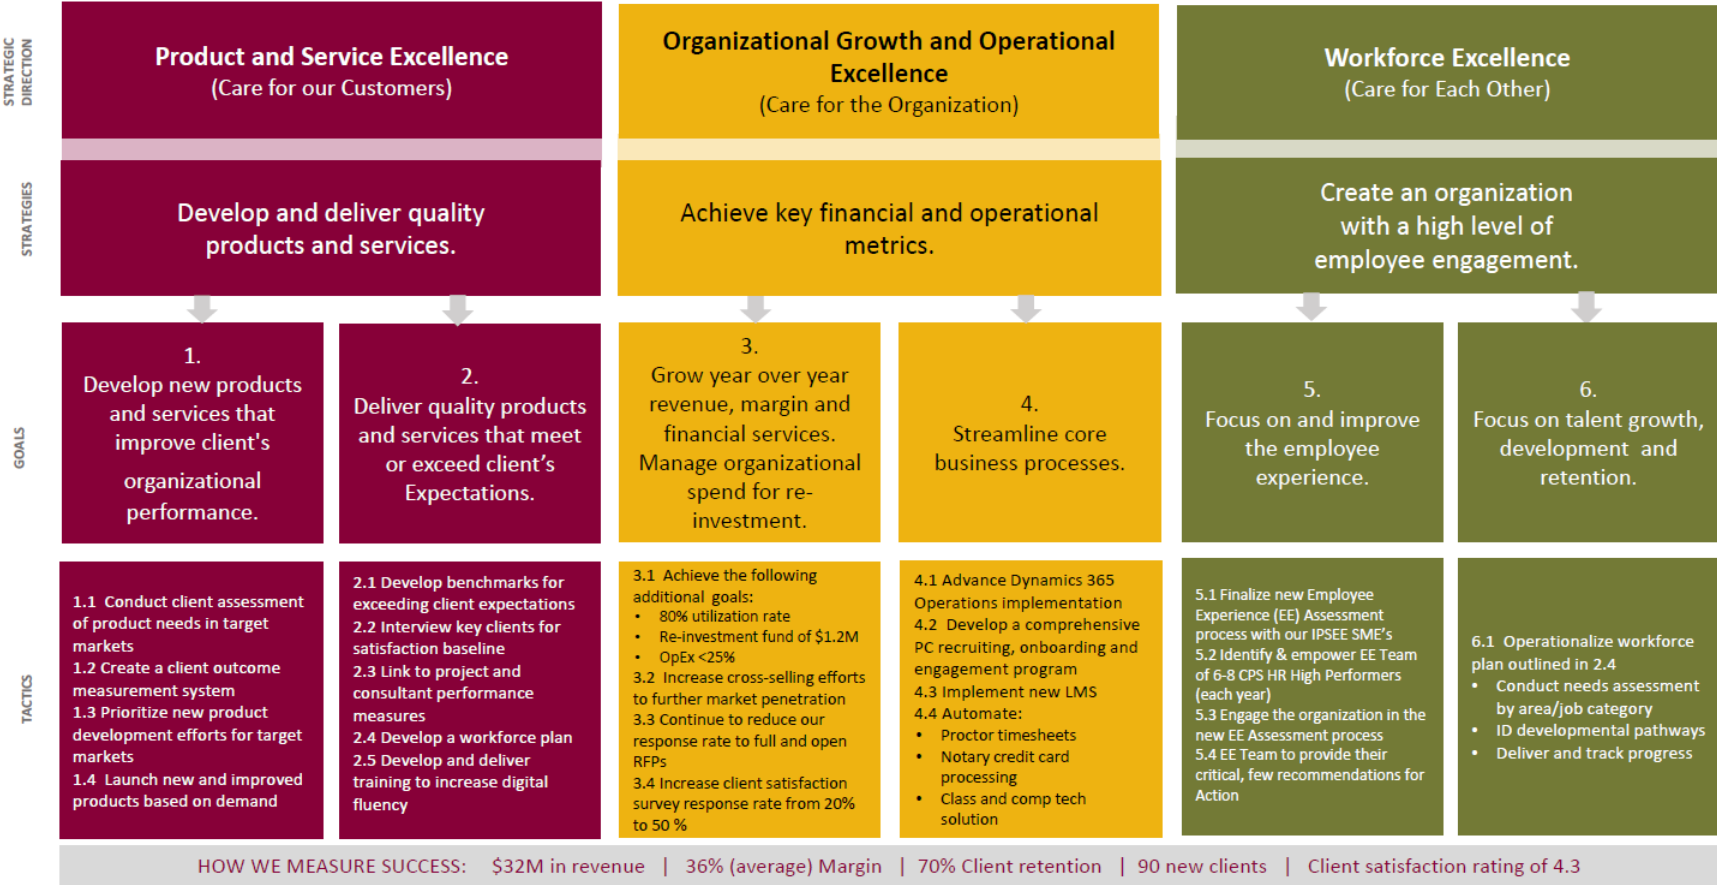 STRATEGIC
DIRECTION
Product and Service Excellence
(Care for our Customers)
Organizational Growth and Operational
Excellence
(Care for the Organization)
Workforce Excellence
(Care for Each Other)
STRATEGIES
Develop and deliver quality
products and services.
Achieve key financial and operational
metrics.
Create an organization
with a high level of
employee engagement.
GOALS
1.
Develop new products
and services that
improve client's
organizational
performance.
2.
Deliver quality products
and services that meet
or exceed client’s
Expectations.
3.
Grow year over year
revenue, margin and
financial services.
Manage organizational
spend for re-
investment.
4.
Streamline core
business processes.
5.
Focus on and improve
the employee
experience.
6.
Focus on talent growth,
development and
retention.
TACTICS
1.1 Conduct client assessment
of product needs in target
markets
1.2 Create a client outcome
measurement system
1.3 Prioritize new product
development efforts for target
markets
1.4 Launch new and improved
products based on demand
2.1 Develop benchmarks for
exceeding client expectations
2.2 Interview key clients for
satisfaction baseline
2.3 Link to project and
consultant performance
measures
2.4 Develop a workforce plan
2.5 Develop and deliver
training to increase digital
fluency
3.1 Achieve the following
additional goals:
• 80% utilization rate
• Re-investment fund of $1.2M
• OpEx <25%
3.2 Increase cross-selling efforts
to further market penetration
3.3 Continue to reduce our
response rate to full and open
RFPs
3.4 Increase client satisfaction
survey response rate from 20%
to 50 %
4.1 Advance Dynamics 365
Operations implementation
4.2 Develop a comprehensive
PC recruiting, onboarding and
engagement program
4.3 Implement new LMS
4.4 Automate:
• Proctor timesheets
• Notary credit card
processing
• Class and comp tech
solution
5.1 Finalize new Employee
Experience (EE) Assessment
process with our IPSEE SME’s
5.2 Identify & empower EE Team
of 6-8 CPS HR High Performers
(each year)
5.3 Engage the organization in the
new EE Assessment process
5.4 EE Team to provide their
critical, few recommendations for
Action
6.1 Operationalize workforce
plan outlined in 2.4
• Conduct needs assessment
by area/job category
• ID developmental pathways
• Deliver and track progress
HOW WE MEASURE SUCCESS: $32M in revenue | 36% (average) Margin | 70% Client retention | 90 new clients | Client satisfaction rating of 4.3